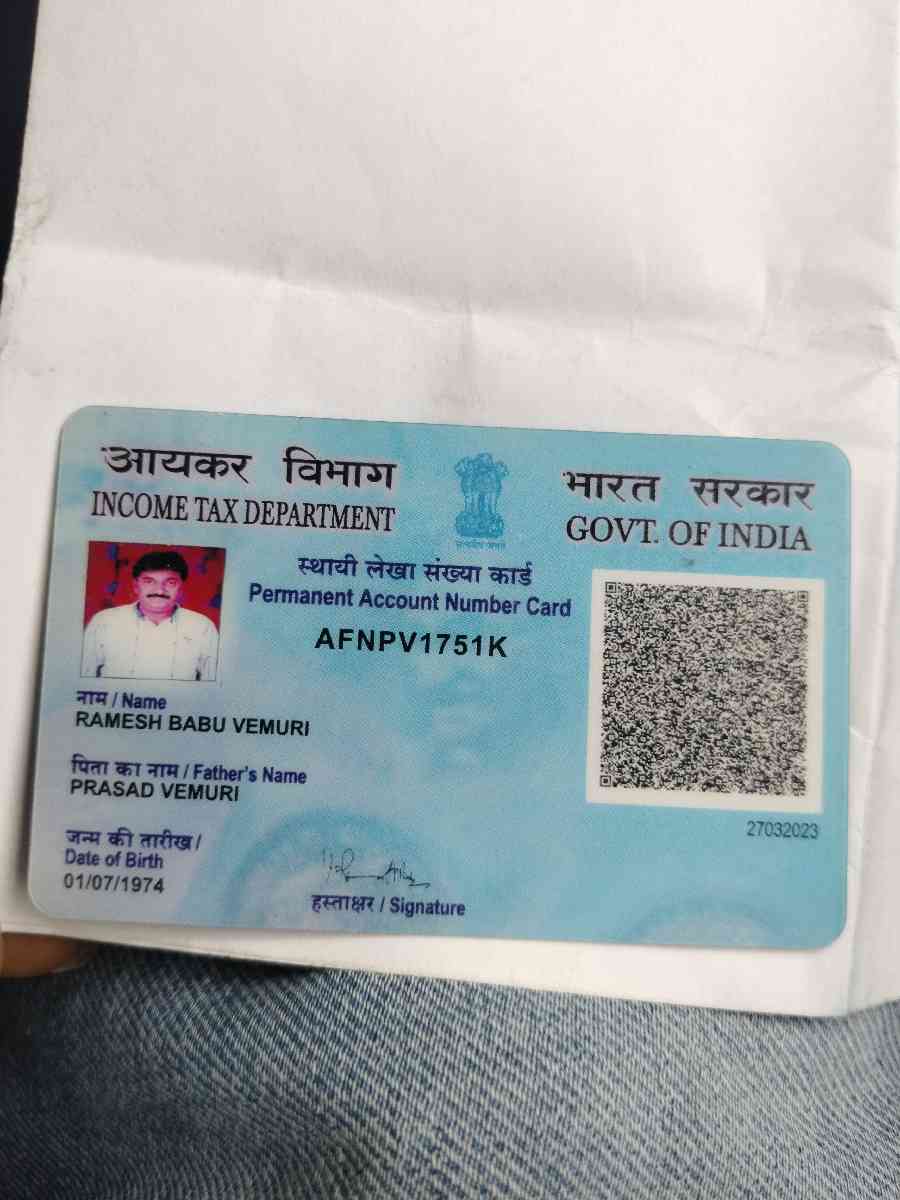 आयकर विभाग
INCOME TAX DEPARTMENT
भारत सरकार
GOVT. OF INDIA
स्थायी लेखा संख्या कार्ड
Permanent Account Number Card
AFNPV1751K
नाम / Name
RAMESH BABU VEMURI
पिता का नाम / Father's Name
PRASAD VEMURI
जन्म की तारीख /
Date of Birth
01/07/1974
हस्ताक्षर / Signature
27032023